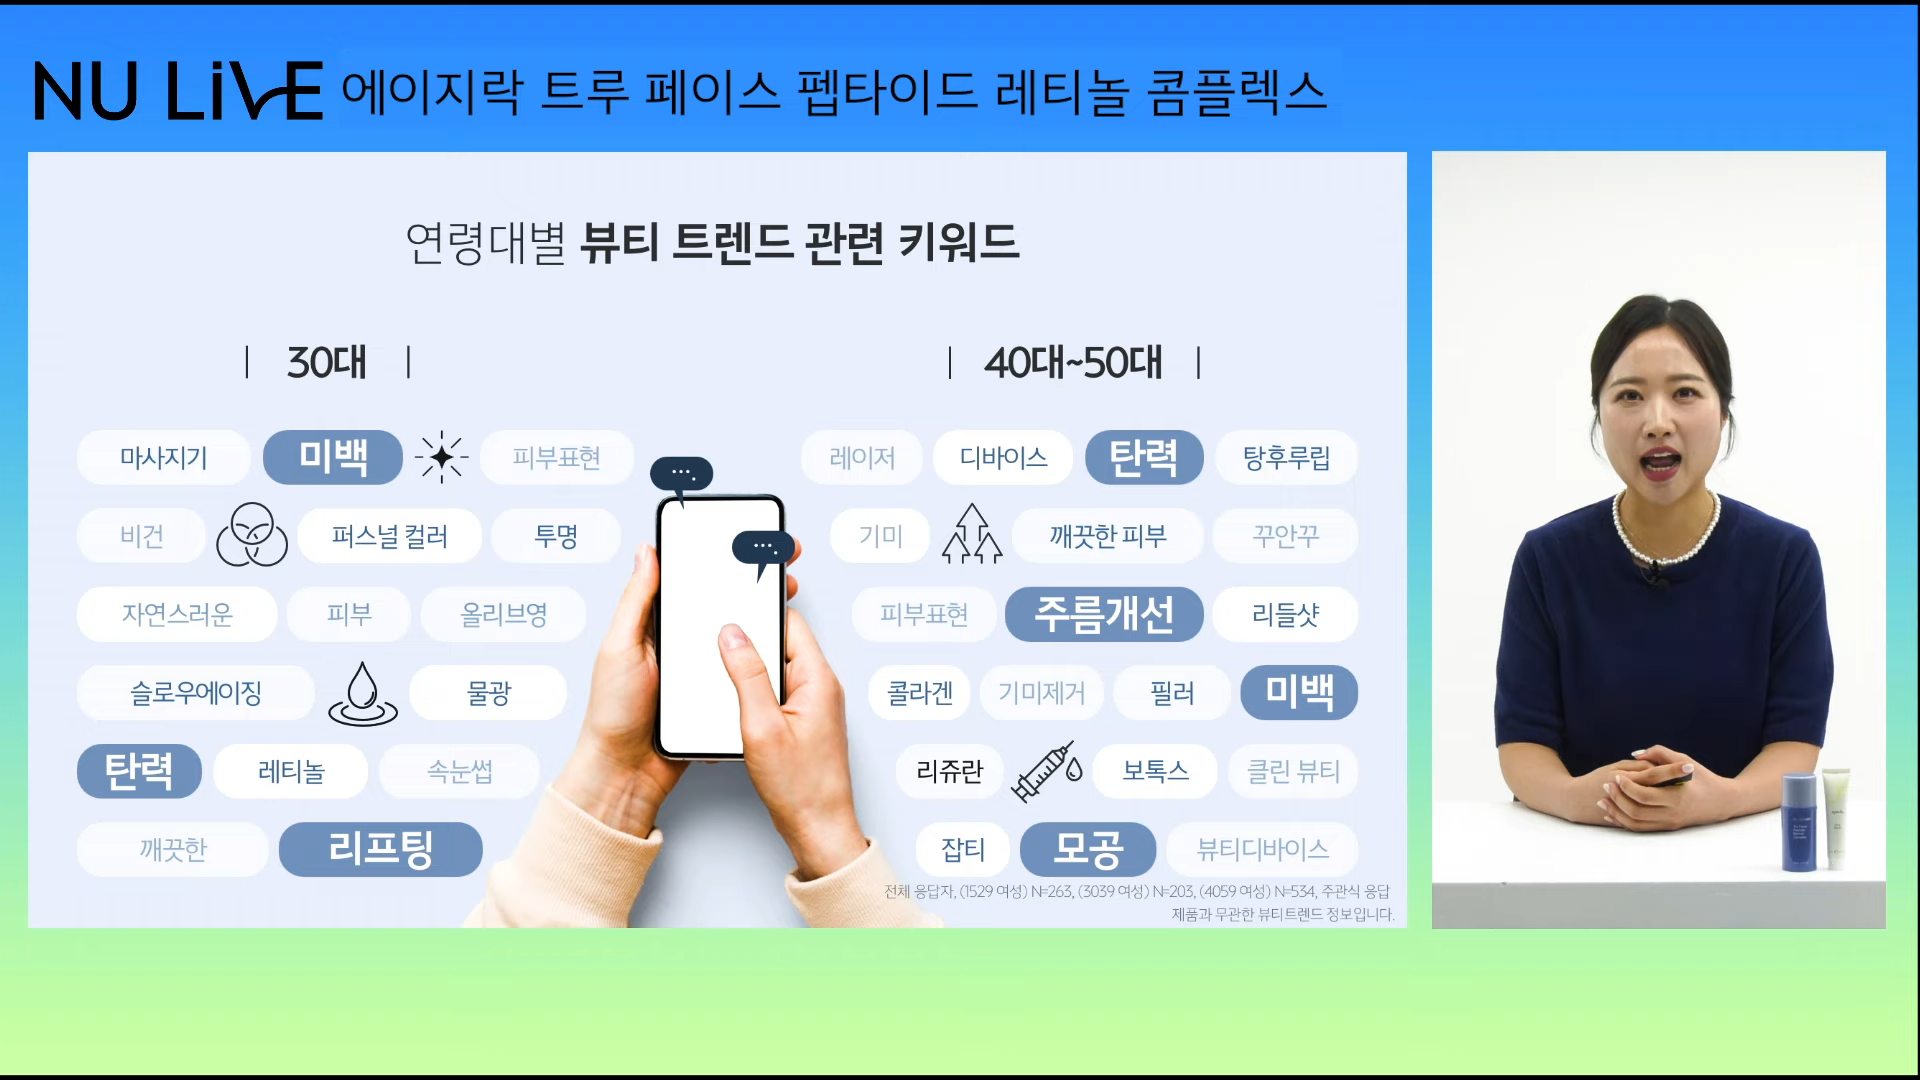 NU LiVE 에이지락 트루 페이스 펩타이드 레티놀 콤플렉스
연령대별 뷰티 트렌드 관련 키워드
30대
마사지기 미백 피부표현
비건 퍼스널 컬러 투명
자연스러운 피부 올리브영
슬로우에이징 물광
탄력 레티놀 속눈썹
깨끗한 리프팅
40대~50대
레이저 디바이스 탄력 탕후루립
기미 깨끗한 피부 꾸안꾸
피부표현 주름개선 리들샷
콜라겐 기미제거 필러 미백
리쥬란 보톡스 클린 뷰티
잡티 모공 뷰티디바이스
전체 응답자, (1529 여성) N=263, (3039 여성) N=203, (4059 여성) N=534, 주관식 응답
제품과 무관한 뷰티트렌드 정보입니다.